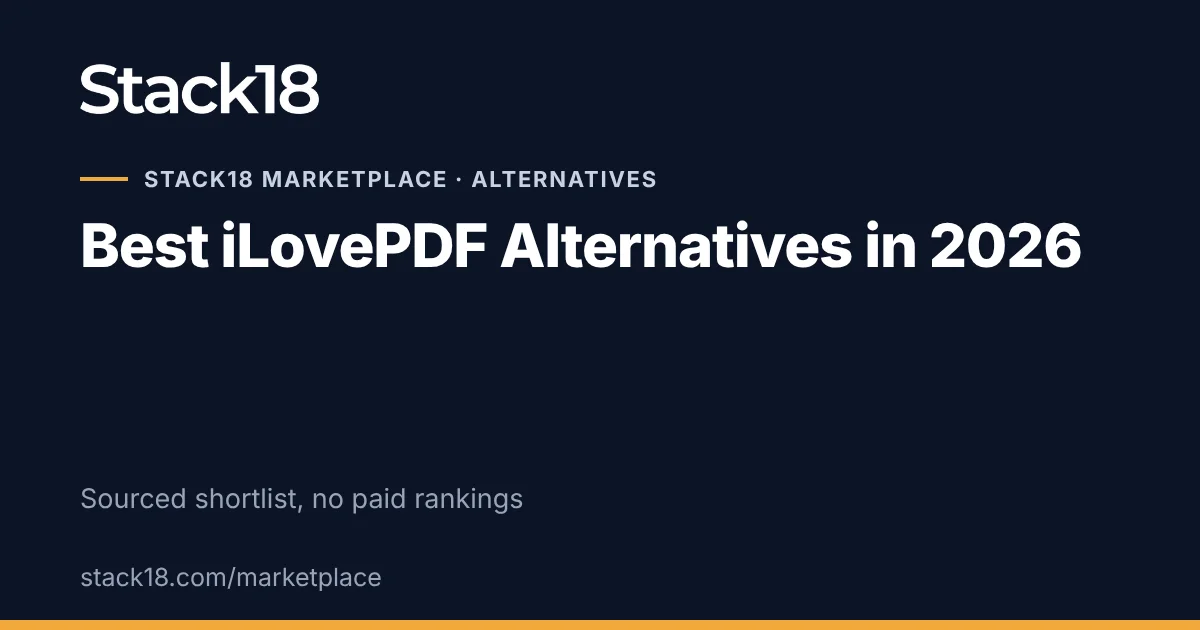 Stack18
STACK18 MARKETPLACE · ALTERNATIVES
Best iLovePDF Alternatives in 2026
Sourced shortlist, no paid rankings
stack18.com/marketplace